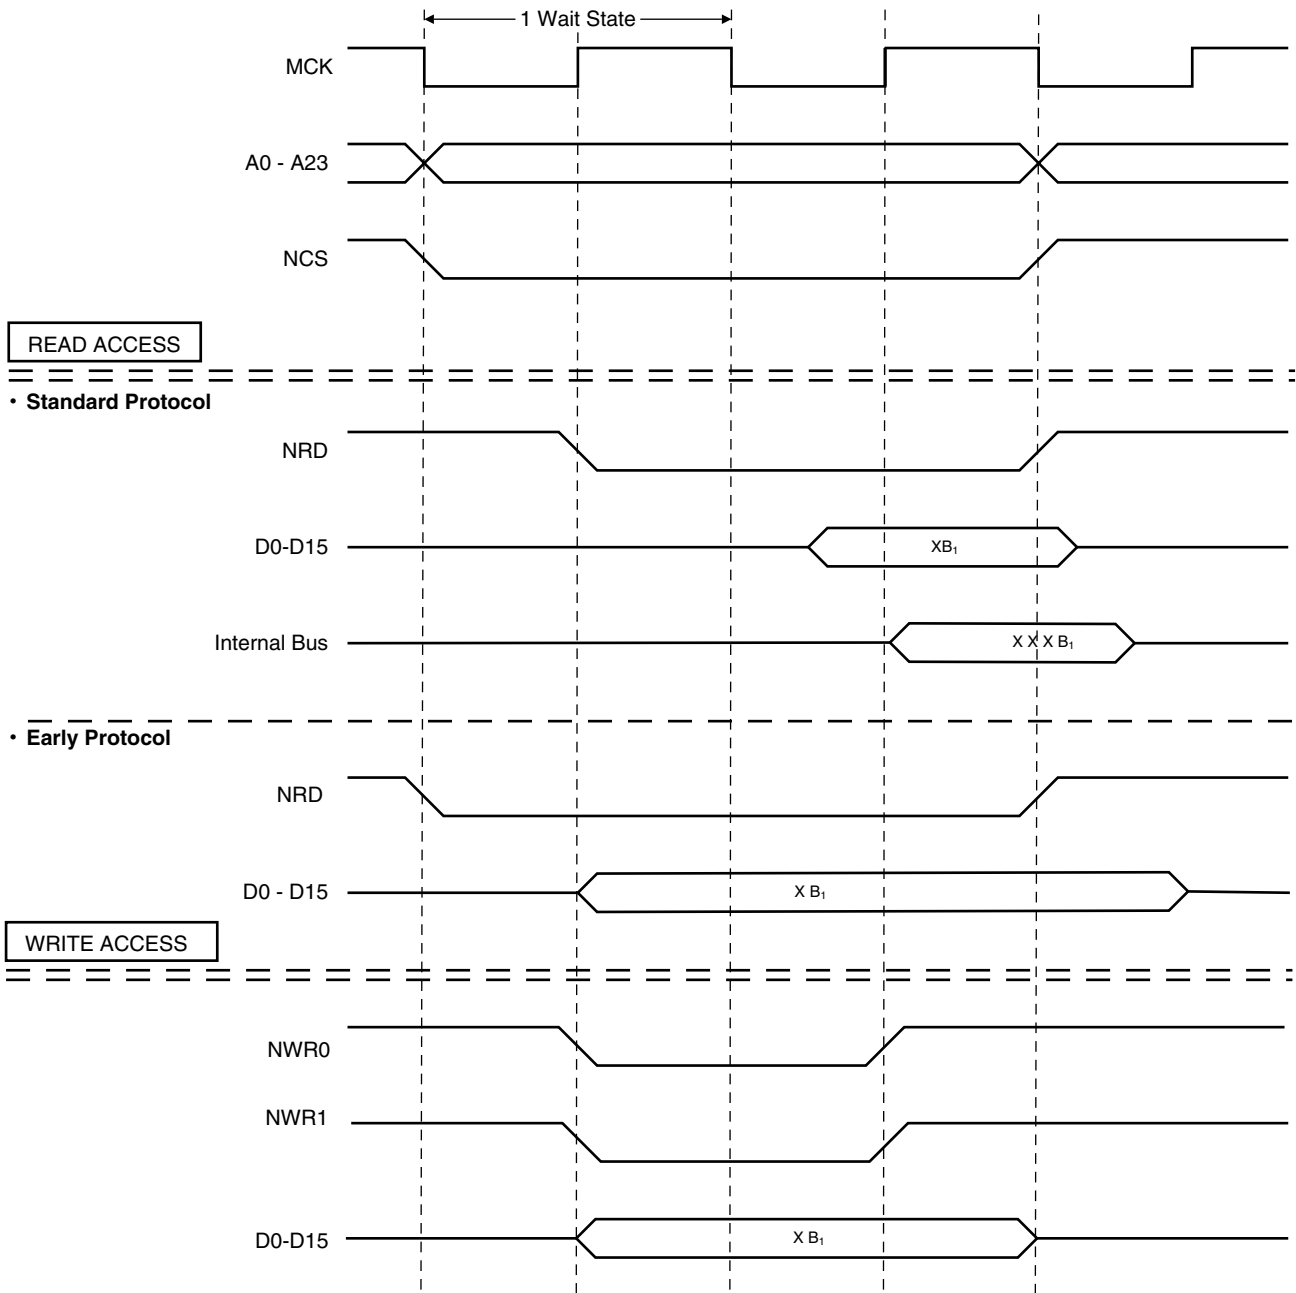 1 Wait State
MCK
A0 - A23
NCS
READ ACCESS
· Standard Protocol
NRD
D0-D15
XB₁
Internal Bus
X X X B₁
· Early Protocol
NRD
D0 - D15
X B₁
WRITE ACCESS
NWR0
NWR1
D0-D15
X B₁